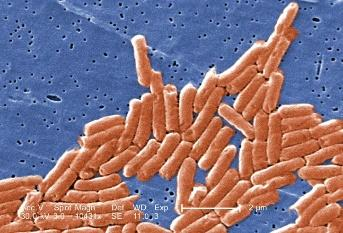 Acc.V Spot Magn Det WD Exp
30.0 kV 3.0 10431x SE 11.0 3 2 µm